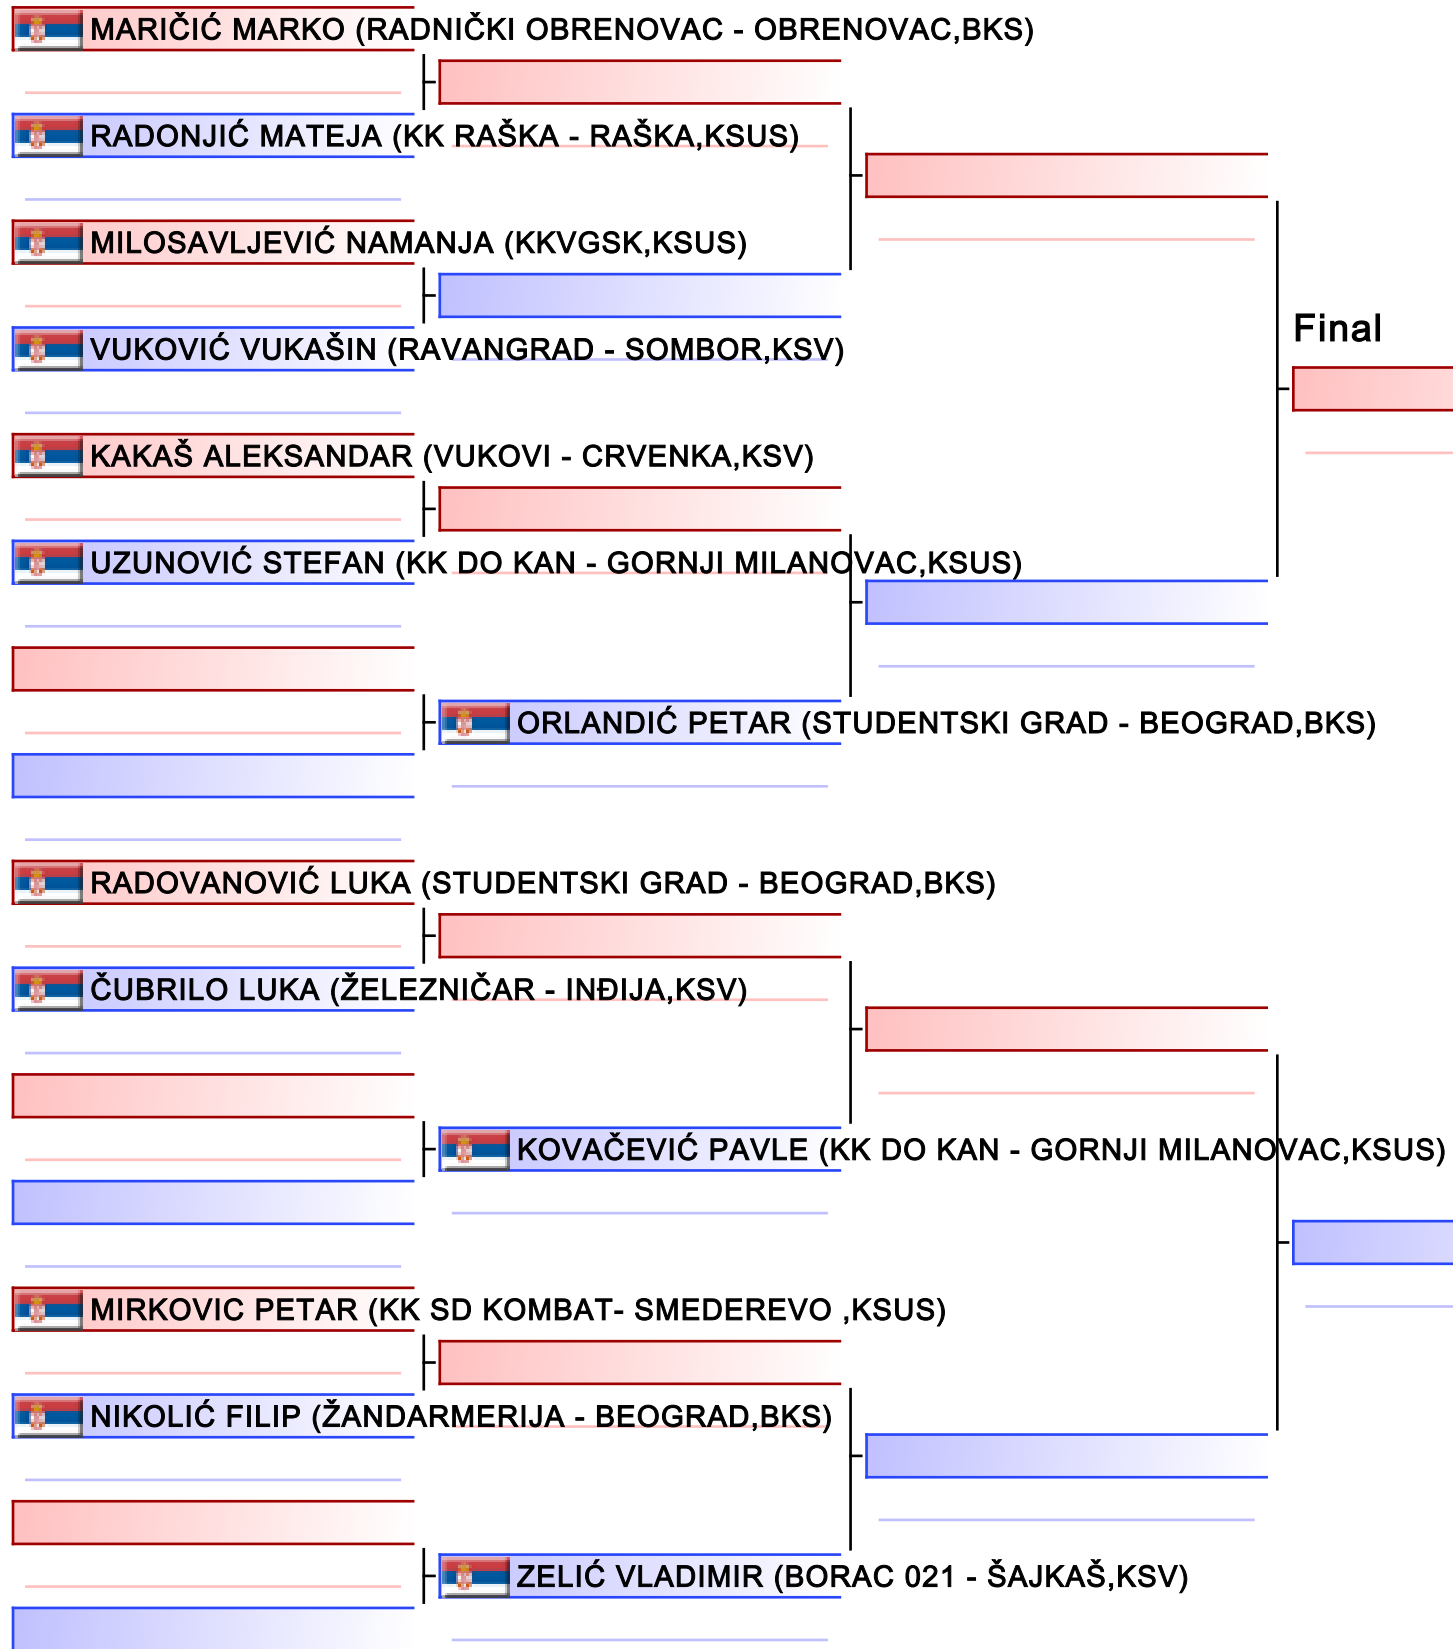 MARIČIĆ MARKO (RADNIČKI OBRENOVAC - OBRENOVAC,BKS)
RADONJIĆ MATEJA (KK RAŠKA - RAŠKA,KSUS)
MILOSAVLJEVIĆ NAMANJA (KKVGSK,KSUS)
Final
VUKOVIĆ VUKAŠIN (RAVANGRAD - SOMBOR,KSV)
KAKAŠ ALEKSANDAR (VUKOVI - CRVENKA,KSV)
UZUNOVIĆ STEFAN (KK DO KAN - GORNJI MILANOVAC,KSUS)
ORLANDIĆ PETAR (STUDENTSKI GRAD - BEOGRAD,BKS)
RADOVANOVIĆ LUKA (STUDENTSKI GRAD - BEOGRAD,BKS)
ČUBRILO LUKA (ŽELEZNIČAR - INĐIJA,KSV)
KOVAČEVIĆ PAVLE (KK DO KAN - GORNJI MILANOVAC,KSUS)
MIRKOVIC PETAR (KK SD KOMBAT- SMEDEREVO ,KSUS)
NIKOLIĆ FILIP (ŽANDARMERIJA - BEOGRAD,BKS)
ZELIĆ VLADIMIR (BORAC 021 - ŠAJKAŠ,KSV)